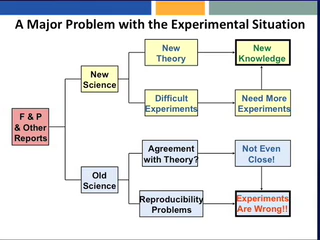 A Major Problem with the Experimental Situation
New
Theory
New
Knowledge
New
Science
Difficult
Experiments
Need More
Experiments
F & P
& Other
Reports
Agreement
with Theory?
Not Even
Close!
Old
Science
Reproducibility
Problems
Experiments
Are Wrong!!